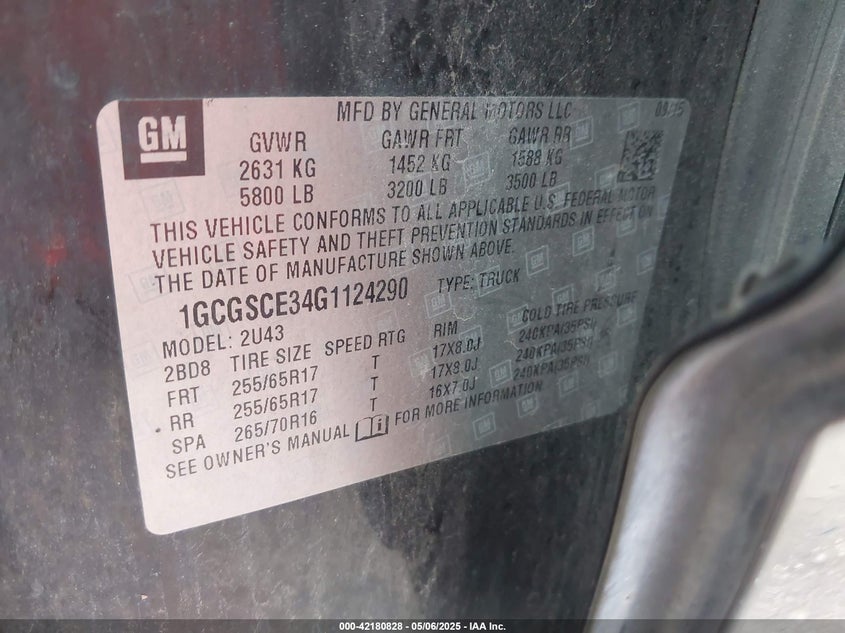 GM
MFD BY GENERAL MOTORS LLC
GVWR GAWR FRT GAWR RR
2631 KG 1452 KG 1588 KG
5800 LB 3200 LB 3500 LB
THIS VEHICLE CONFORMS TO ALL APPLICABLE U.S. FEDERAL MOTOR
VEHICLE SAFETY AND THEFT PREVENTION STANDARDS IN EFFECT ON
THE DATE OF MANUFACTURE SHOWN ABOVE.
1GCGSCE34G1124290 TYPE: TRUCK
MODEL: 2U43
2BD8 TIRE SIZE SPEED RTG RIM COLD TIRE PRESSURE
FRT 255/65R17 T 17X8.0J 240KPA(35PSI)
RR 255/65R17 T 17X8.0J 240KPA(35PSI)
SPA 265/70R16 T 16X7.0J 240KPA(35PSI)
SEE OWNER'S MANUAL FOR MORE INFORMATION
000-42180828 - 05/06/2025 - IAA Inc.